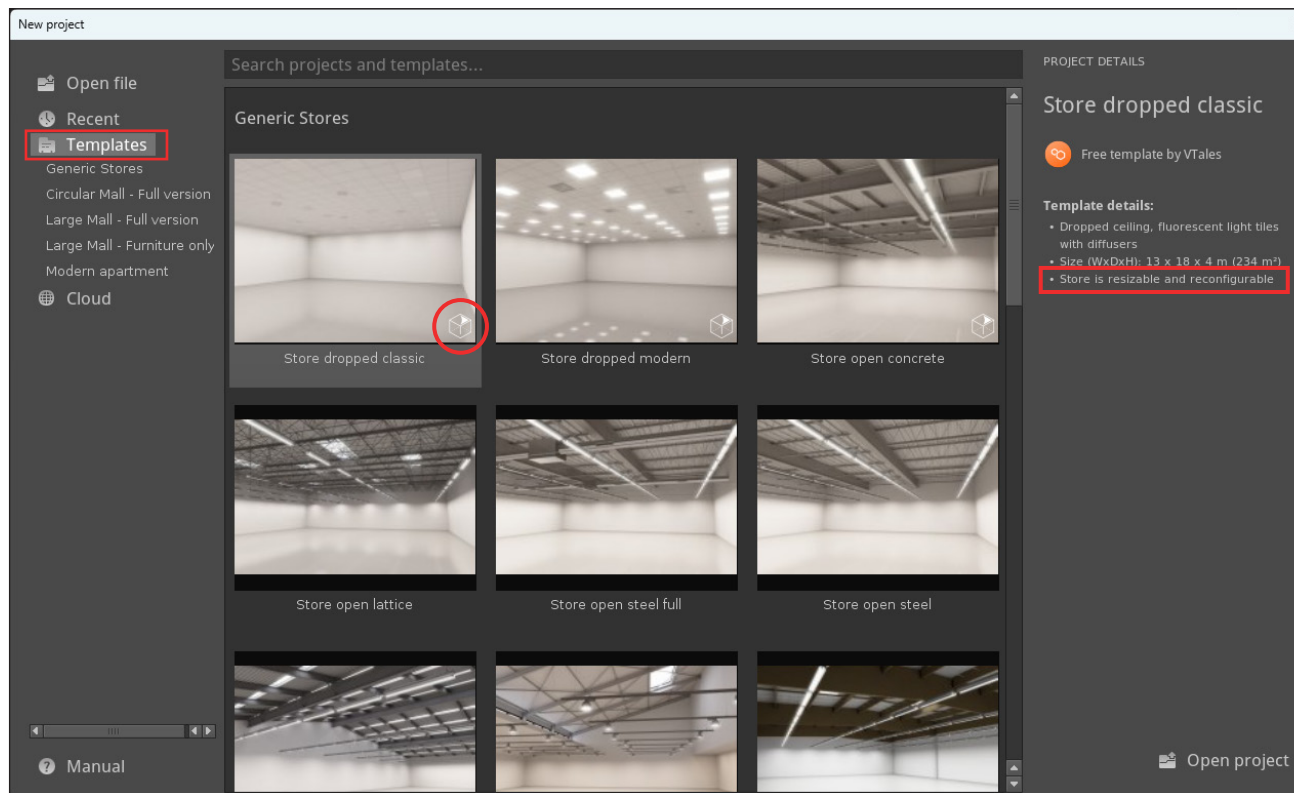 New project
Open file
Recent
Templates
Generic Stores
Circular Mall - Full version
Large Mall - Full version
Large Mall - Furniture only
Modern apartment
Cloud
Manual
Search projects and templates...
Generic Stores
Store dropped classic
Store dropped modern
Store open concrete
Store open lattice
Store open steel full
Store open steel
PROJECT DETAILS
Store dropped classic
Free template by VTales
Template details:
• Dropped ceiling, fluorescent light tiles
with diffusers
• Size (WxDxH): 13 x 18 x 4 m (234 m²)
• Store is resizable and reconfigurable
Open project